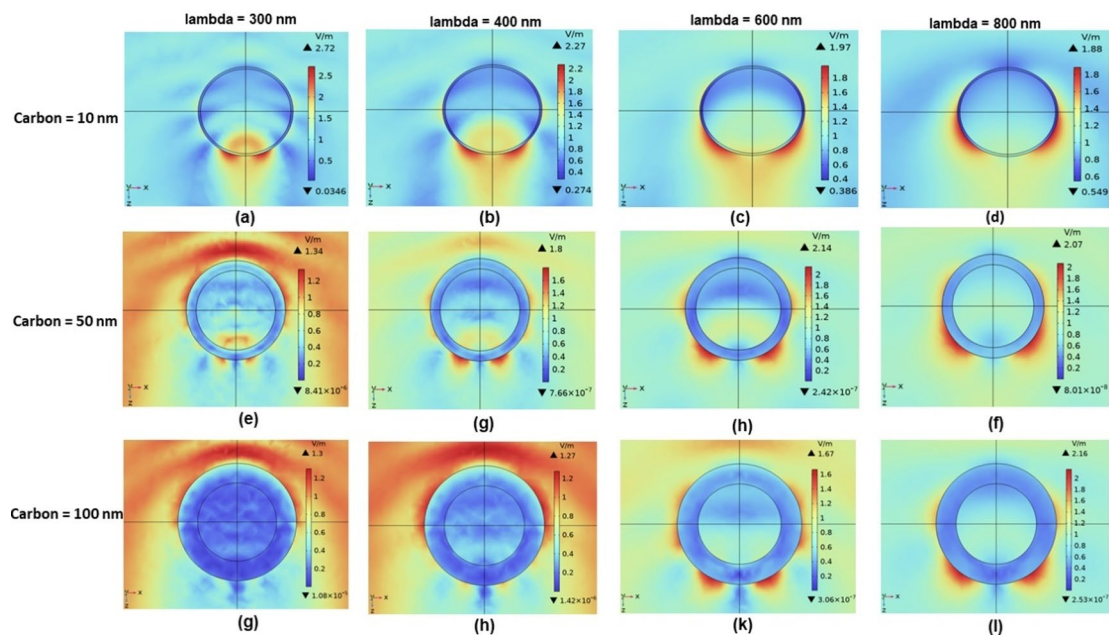 lambda = 300 nm
lambda = 400 nm
lambda = 600 nm
lambda = 800 nm
Carbon = 10 nm
V/m
▲ 2.72
2.5
2
1.5
1
0.5
▼ 0.0346
y x
z
(a)
V/m
▲ 2.27
2.2
2
1.8
1.6
1.4
1.2
1
0.8
0.6
0.4
▼ 0.274
y x
z
(b)
V/m
▲ 1.97
1.8
1.6
1.4
1.2
1
0.8
0.6
0.4
▼ 0.386
y x
z
(c)
V/m
▲ 1.88
1.8
1.6
1.4
1.2
1
0.8
0.6
▼ 0.549
y x
z
(d)
Carbon = 50 nm
V/m
▲ 1.34
1.2
1
0.8
0.6
0.4
0.2
▼ 8.41×10⁻⁶
y x
z
(e)
V/m
▲ 1.8
1.6
1.4
1.2
1
0.8
0.6
0.4
0.2
▼ 7.66×10⁻⁷
y x
z
(g)
V/m
▲ 2.14
2
1.8
1.6
1.4
1.2
1
0.8
0.6
0.4
0.2
▼ 2.42×10⁻⁷
y x
z
(h)
V/m
▲ 2.07
2
1.8
1.6
1.4
1.2
1
0.8
0.6
0.4
0.2
▼ 8.01×10⁻⁸
y x
z
(f)
Carbon = 100 nm
V/m
▲ 1.3
1.2
1
0.8
0.6
0.4
0.2
y x
z
(g)
V/m
▲ 1.27
1.2
1
0.8
0.6
0.4
0.2
▼ 1.42×10⁻⁶
y x
z
(h)
V/m
▲ 1.67
1.6
1.4
1.2
1
0.8
0.6
0.4
0.2
▼ 3.06×10⁻⁷
y x
z
(k)
V/m
▲ 2.16
2
1.8
1.6
1.4
1.2
1
0.8
0.6
0.4
0.2
▼ 2.53×10⁻⁷
y x
z
(l)